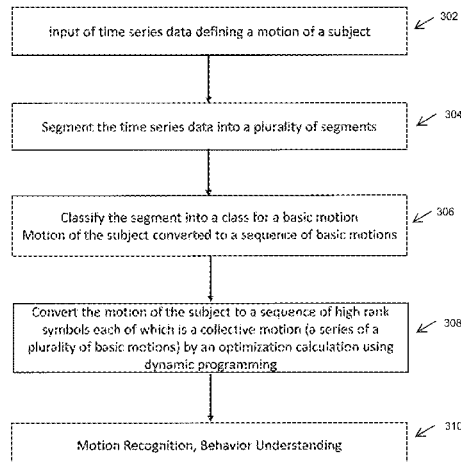 Input of time series data defining a motion of a subject
302
Segment the time series data into a plurality of segments
304
Classify the segment into a class for a basic motion
306
Motion of the subject converted to a sequence of basic motions
Convert the motion of the subject to a sequence of high rank
symbols each of which is a collective motion (a series of a
308
plurality of basic motions) by an optimization calculation using
dynamic programming
310
Motion Recognition, Behavior Understanding